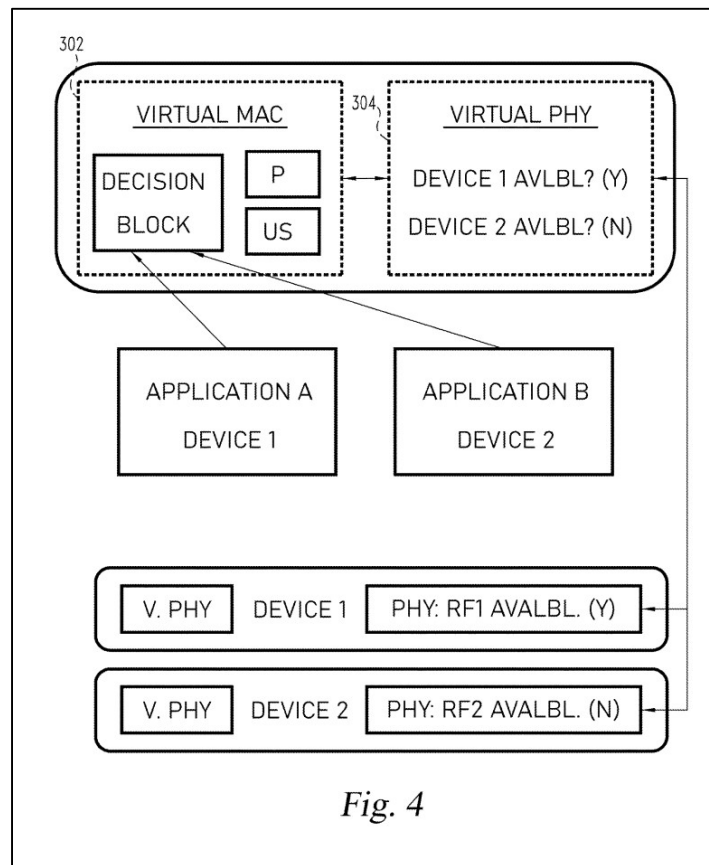 302
VIRTUAL MAC
304
VIRTUAL PHY
DECISION
BLOCK
P
US
DEVICE 1 AVLBL? (Y)
DEVICE 2 AVLBL? (N)
APPLICATION A
DEVICE 1
APPLICATION B
DEVICE 2
V. PHY DEVICE 1 PHY: RF1 AVALBL. (Y)
V. PHY DEVICE 2 PHY: RF2 AVALBL. (N)
Fig. 4